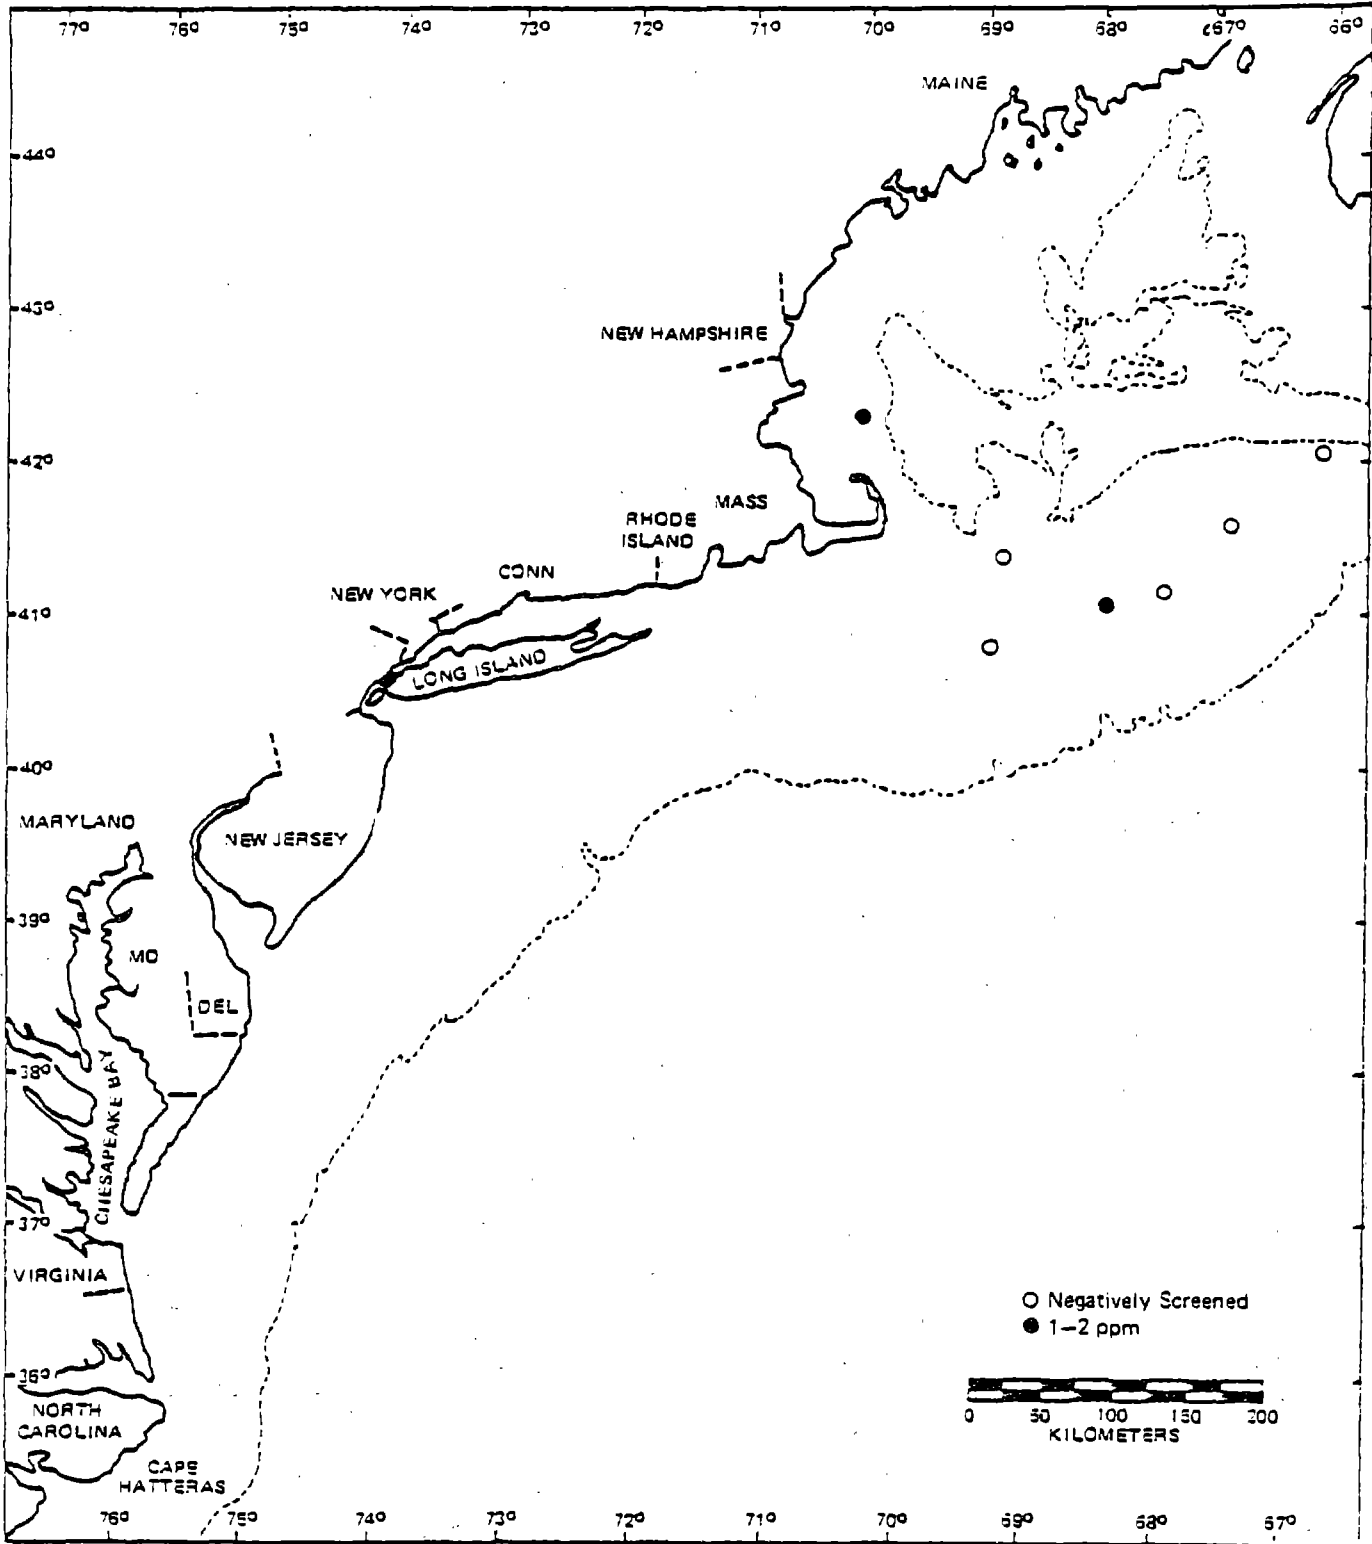 77° 76° 75° 74° 73° 72° 71° 70° 69° 68° 67° 66°
MAINE
44°
43°
NEW HAMPSHIRE
42°
MASS
RHODE
ISLAND
CONN
NEW YORK
41°
LONG ISLAND
40°
MARYLAND
NEW JERSEY
39°
MD
DEL
38°
CHESAPEAKE BAY
37°
VIRGINIA
○ Negatively Screened
● 1–2 ppm
36°
0 50 100 150 200
KILOMETERS
NORTH
CAROLINA
CAPE
HATTERAS
76° 75° 74° 73° 72° 71° 70° 69° 68° 67°